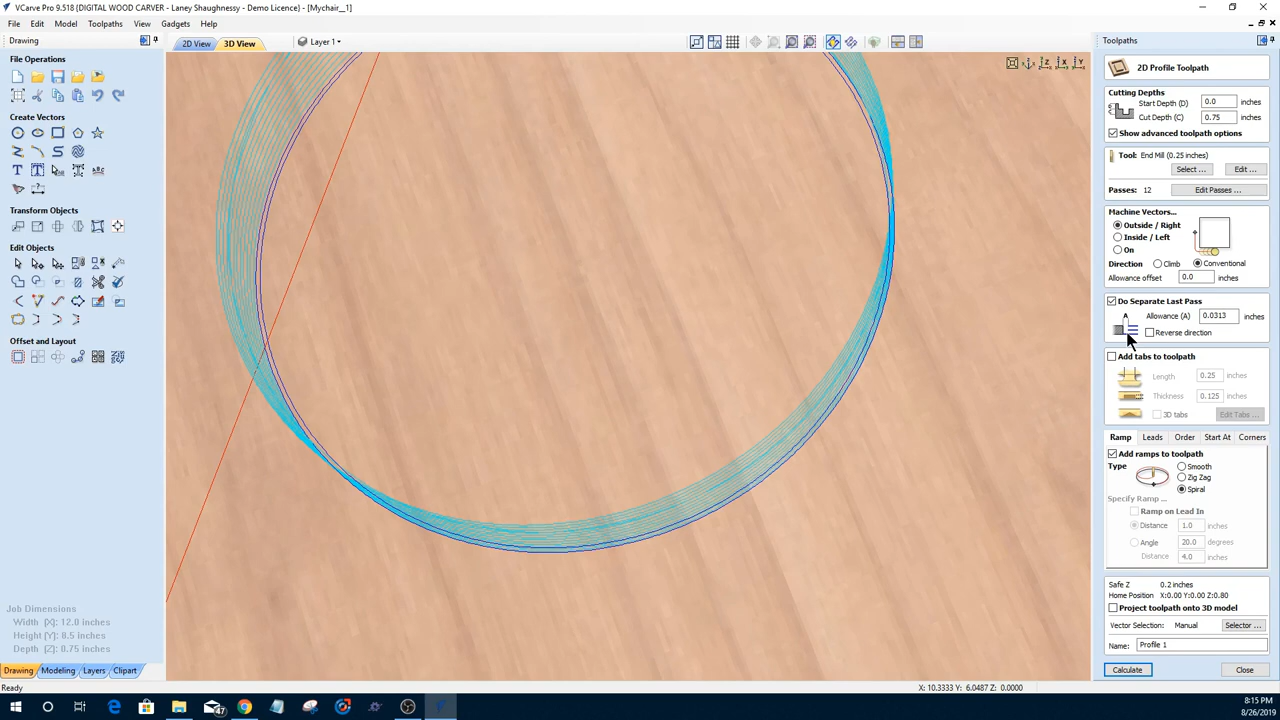 VCarve Pro 9.518 (DIGITAL WOOD CARVER) - Laney Shaughnessy - Demo Licence} - [Mychair__1]
File Edit Model Toolpaths View Gadgets Help
Drawing
2D View 3D View Layer 1
Toolpaths
File Operations
Create Vectors
Transform Objects
Edit Objects
Offset and Layout
Job Dimensions
Width (X): 12.0 inches
Height (Y): 8.5 inches
Depth (Z): 0.75 inches
Drawing Modeling Layers Clipart
Ready
X: 10.3333 Y: 6.0487 Z: 0.0000
2D Profile Toolpath
Cutting Depths
Start Depth (D) 0.0 inches
Cut Depth (C) 0.75 inches
Show advanced toolpath options
Tool: End Mill (0.25 inches)
Select ... Edit ...
Passes: 12 Edit Passes ...
Machine Vectors...
Outside / Right
Inside / Left
On
Direction Climb Conventional
Allowance offset 0.0 inches
Do Separate Last Pass
A Allowance (A) 0.0313 inches
Reverse direction
Add tabs to toolpath
Length 0.25 inches
Thickness 0.125 inches
3D tabs Edit Tabs ...
Ramp Leads Order Start At Corners
Add ramps to toolpath
Type Smooth
Zig Zag
Spiral
Specify Ramp ...
Ramp on Lead In
Distance 1.0 inches
Angle 20.0 degrees
Distance 4.0 inches
Safe Z 0.2 inches
Home Position X:0.00 Y:0.00 Z:0.80
Project toolpath onto 3D model
Vector Selection: Manual Selector ...
Name: Profile 1
Calculate Close
47
8:15 PM
8/26/2019